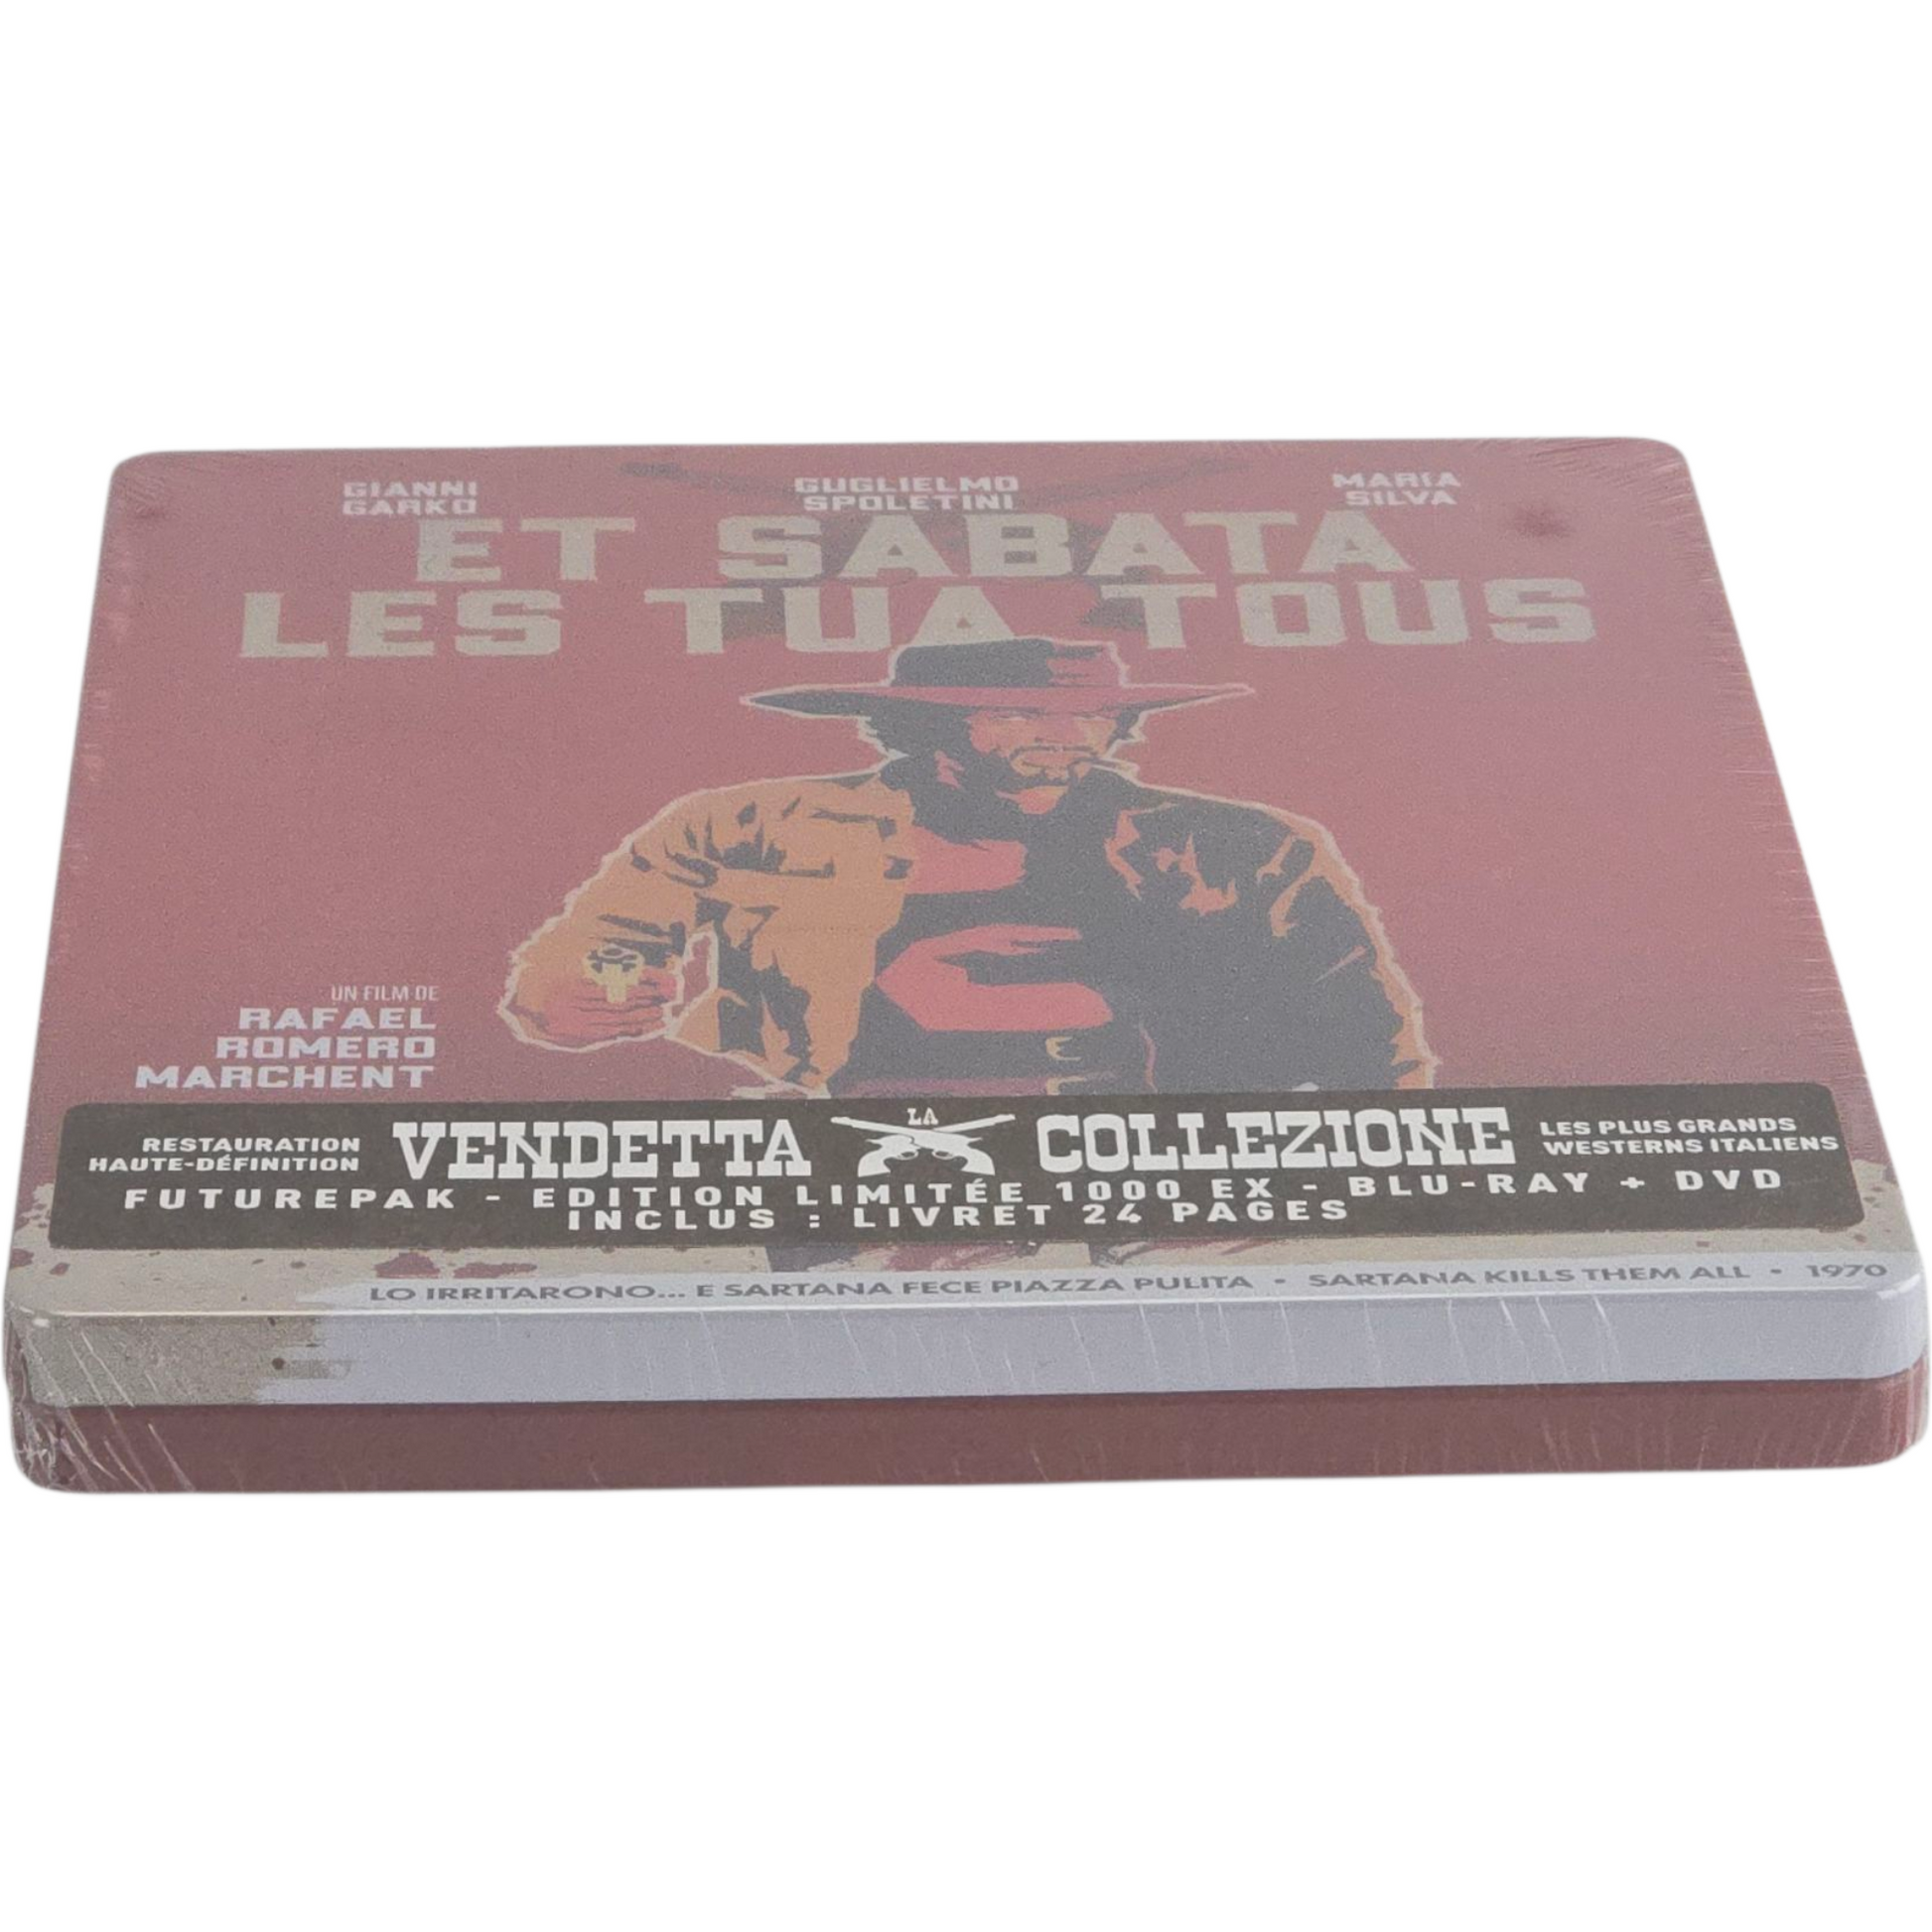 GIANNI
GARKO
GUGLIELMO
SPOLETINI
MARÍA
SILVA
ET SABATA
LES TUA TOUS
UN FILM DE
RAFAEL
ROMERO
MARCHENT
RESTAURATION
HAUTE-DÉFINITION
VENDETTA LA COLLEZIONE
LES PLUS GRANDS
WESTERNS ITALIENS
FUTUREPAK - EDITION LIMITÉE 1000 EX - BLU-RAY + DVD
INCLUS : LIVRET 24 PAGES
LO IRRITARONO... E SARTANA FECE PIAZZA PULITA • SARTANA KILLS THEM ALL • 1970